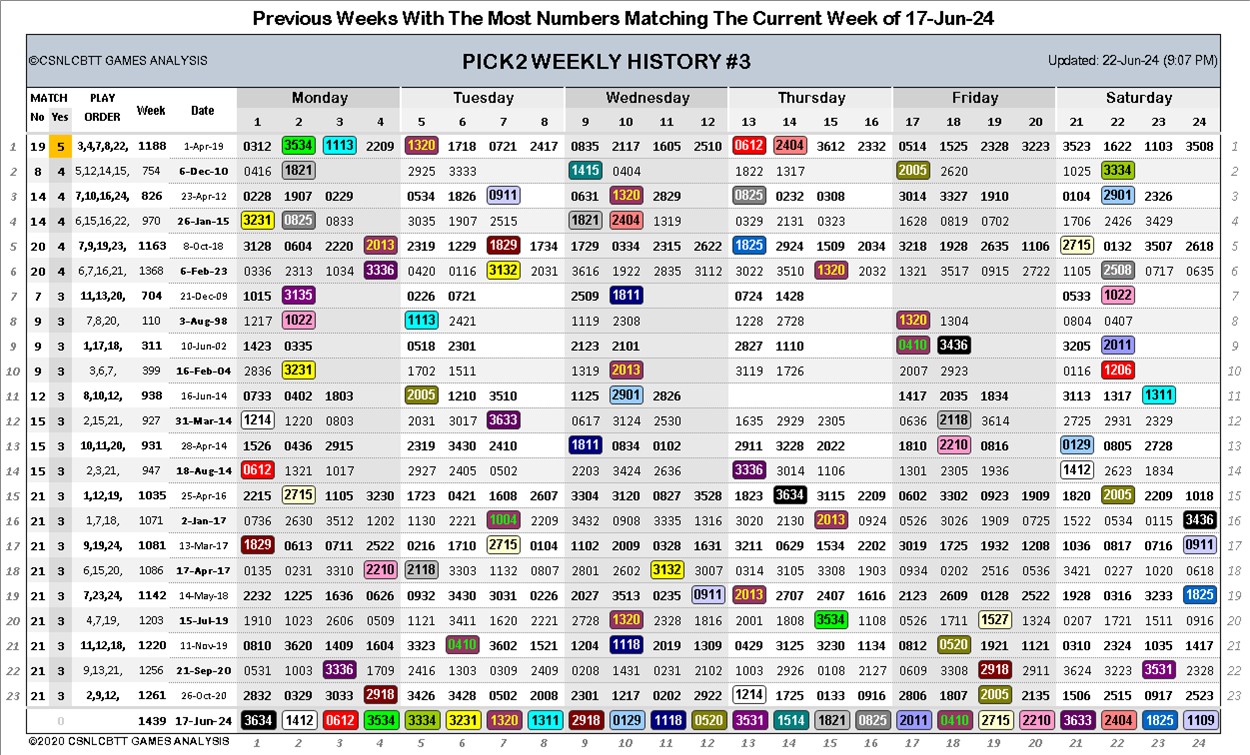 Previous Weeks With The Most Numbers Matching The Current Week of 17-Jun-24
©CSNLCBTT GAMES ANALYSIS PICK2 WEEKLY HISTORY #3 Updated: 22-Jun-24 (9:07 PM)
MATCH PLAY Week Date Monday Tuesday Wednesday Thursday Friday Saturday
No Yes ORDER 1 2 3 4 5 6 7 8 9 10 11 12 13 14 15 16 17 18 19 20 21 22 23 24
1 19 5 3,4,7,8,22, 1188 1-Apr-19 0312 3534 1113 2209 1320 1718 0721 2417 0835 2117 1605 2510 0612 2404 3612 2332 0514 1525 2328 3223 3523 1622 1103 3508 1
2 8 4 5,12,14,15, 754 6-Dec-10 0416 1821 2925 3333 1415 0404 1822 1317 2005 2620 1025 3334 2
3 14 4 7,10,16,24, 826 23-Apr-12 0228 1907 0229 0534 1826 0911 0631 1320 2829 0825 0232 0308 3014 3327 1910 0104 2901 2326 3
4 14 4 6,15,16,22, 970 26-Jan-15 3231 0825 0833 3035 1907 2515 1821 2404 1319 0329 2131 0323 1628 0819 0702 1706 2426 3429 4
5 20 4 7,9,19,23, 1163 8-Oct-18 3128 0604 2220 2013 2319 1229 1829 1734 1729 0334 2315 2622 1825 2924 1509 2034 3218 1928 2635 1106 2715 0132 3507 2618 5
6 20 4 6,7,16,21, 1368 6-Feb-23 0336 2313 1034 3336 0420 0116 3132 2031 3616 1922 2835 3112 3022 3510 1320 2032 1321 3517 0915 2722 1105 2508 0717 0635 6
7 7 3 11,13,20, 704 21-Dec-09 1015 3135 0226 0721 2509 1811 0724 1428 0533 1022 7
8 9 3 7,8,20, 110 3-Aug-98 1217 1022 1113 2421 1119 2308 1228 2728 1320 1304 0804 0407 8
9 9 3 1,17,18, 311 10-Jun-02 1423 0335 0518 2301 2123 2101 2827 1110 0410 3436 3205 2011 9
10 9 3 3,6,7, 399 16-Feb-04 2836 3231 1702 1511 1319 2013 3119 1726 2007 2923 0116 1206 10
11 12 3 8,10,12, 938 16-Jun-14 0733 0402 1803 2005 1210 3510 1125 2901 2826 1417 2035 1834 3113 1317 1311 11
12 15 3 2,15,21, 927 31-Mar-14 1214 1220 0803 2031 3017 3633 0617 3124 2530 1635 2929 2305 0636 2118 3614 2725 2931 2329 12
13 15 3 10,11,20, 931 28-Apr-14 1526 0436 2915 2319 3430 2410 1811 0834 0102 2911 3228 2022 1810 2210 0816 0129 0805 2728 13
14 15 3 2,3,21, 947 18-Aug-14 0612 1321 1017 2927 2405 0502 2203 3424 2636 3336 3014 1106 1301 2305 1936 1412 2623 1834 14
15 21 3 1,12,19, 1035 25-Apr-16 2215 2715 1105 3230 1723 0421 1608 2607 3304 3120 0827 3528 1823 3634 3115 2209 0602 3302 0923 1909 1820 2005 2209 1018 15
16 21 3 1,7,18, 1071 2-Jan-17 0736 2630 3512 1202 1130 2221 1004 2209 3432 0908 3335 1316 3020 2130 2013 0924 0526 3026 1909 0725 1522 0534 0115 3436 16
17 21 3 9,19,24, 1081 13-Mar-17 1829 0613 0711 2522 0216 1710 2715 0104 1102 2009 0328 1631 3211 0629 1534 2202 3019 1725 1932 1208 1036 0817 0716 0911 17
18 21 3 6,15,20, 1086 17-Apr-17 0135 0231 3310 2210 2118 3303 1132 0807 2801 2602 3132 3007 0314 3105 3308 1903 0934 0202 2516 0536 3421 0227 1020 0618 18
19 21 3 7,23,24, 1142 14-May-18 2232 1225 1636 0626 0932 3430 3031 0226 2027 3513 0235 0911 2013 2707 2407 1616 2123 2609 0128 2522 1928 0316 3233 1825 19
20 21 3 4,7,19, 1203 15-Jul-19 1910 1023 2606 0509 1121 3411 1620 2221 2728 1320 2328 1816 2001 1808 3534 1108 0526 1711 1527 1324 0207 1721 1511 0916 20
21 21 3 11,12,18, 1220 11-Nov-19 0810 3620 1409 1604 3323 0410 3602 1521 1204 1118 2019 1309 0429 3125 3230 1134 0812 0520 1921 1121 0310 2324 1035 1417 21
22 21 3 9,13,21, 1256 21-Sep-20 0531 1003 3336 1709 2416 1303 0309 2409 0208 1431 0231 2102 1003 2926 0108 2127 0609 3308 2918 2911 3624 3223 3531 2328 22
23 21 3 2,9,12, 1261 26-Oct-20 2832 0329 3033 2918 3426 3428 0502 2008 2301 1217 0202 2922 1214 1725 0133 0916 2806 1807 2005 2135 1506 2515 0917 2523 23
0 1439 17-Jun-24 3634 1412 0612 3534 3334 3231 1320 1311 2918 0129 1118 0520 3531 1514 1821 0825 2011 0410 2715 2210 3633 2404 1825 1109
©2020 CSNLCBTT GAMES ANALYSIS 1 2 3 4 5 6 7 8 9 10 11 12 13 14 15 16 17 18 19 20 21 22 23 24